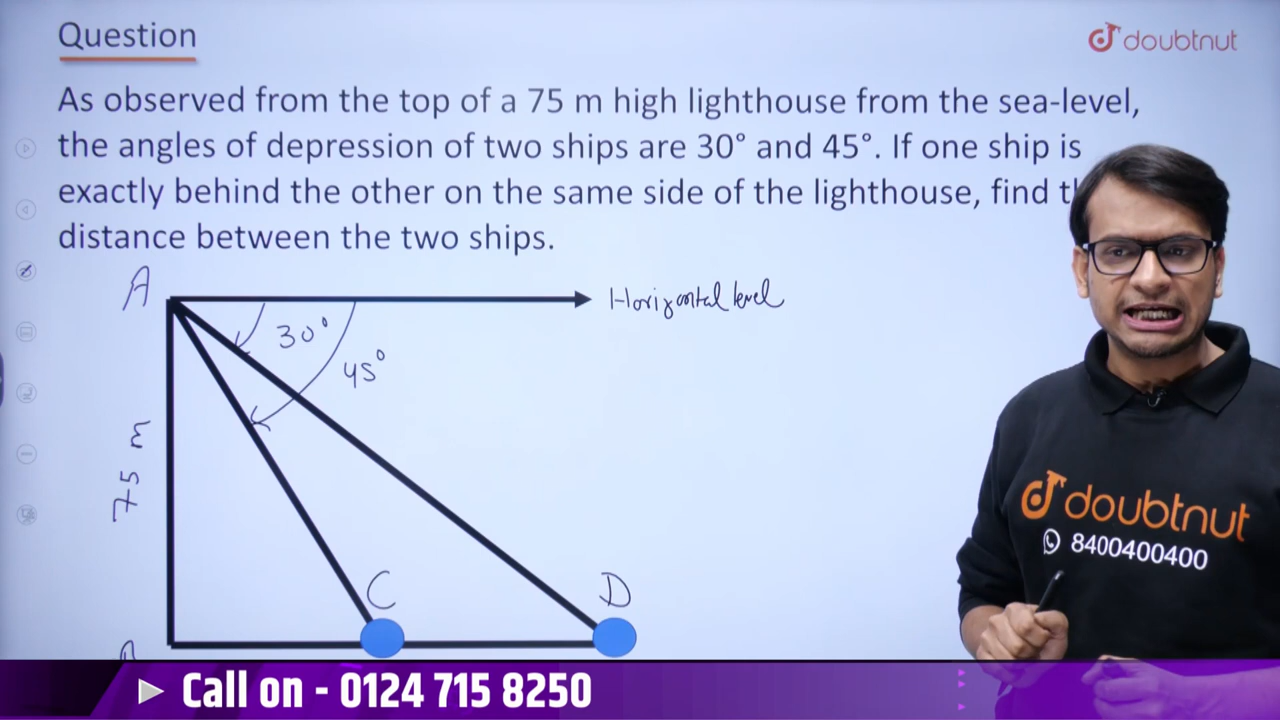 Question
doubtnut
As observed from the top of a 75 m high lighthouse from the sea-level,
the angles of depression of two ships are 30° and 45°. If one ship is
exactly behind the other on the same side of the lighthouse, find
distance between the two ships.
A
Horizontal level
30°
45°
75 m
C
D
doubtnut
8400400400
Call on - 0124 715 8250